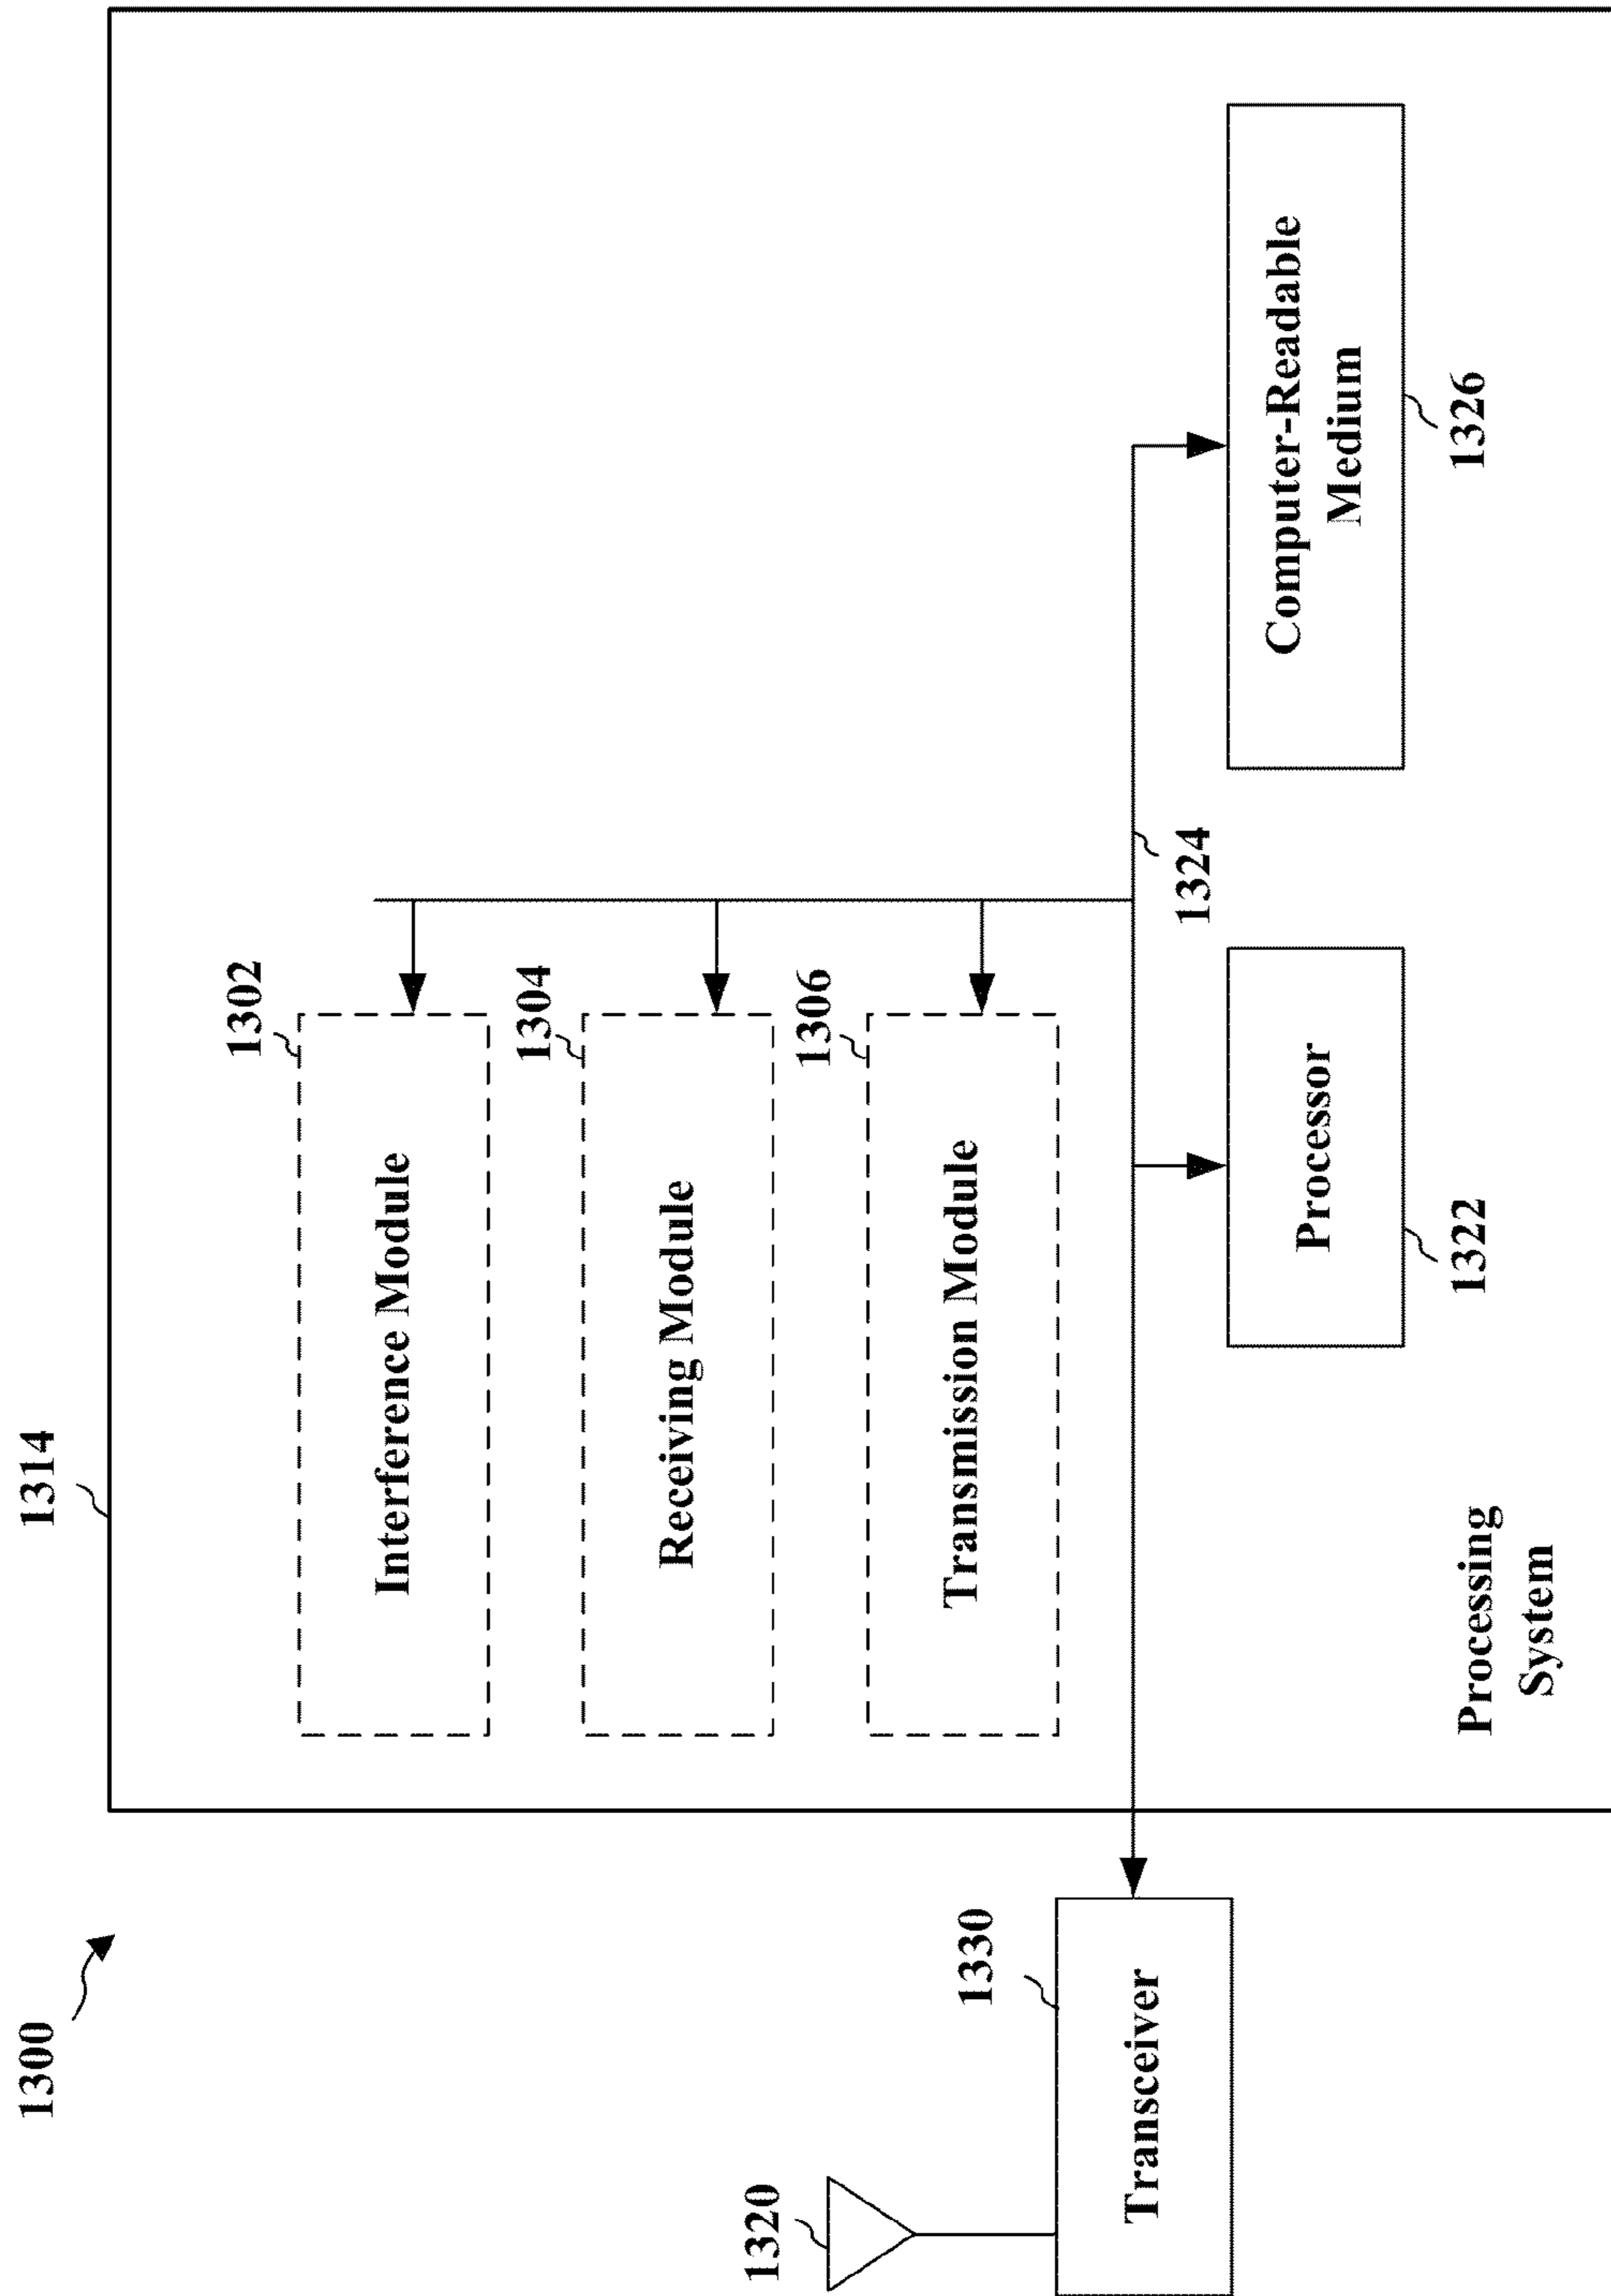 1300
1314
1302
Interference Module
1304
Receiving Module
1306
Transmission Module
1320
1330
Transceiver
1324
Processor
1322
Computer-Readable
Medium
1326
Processing
System